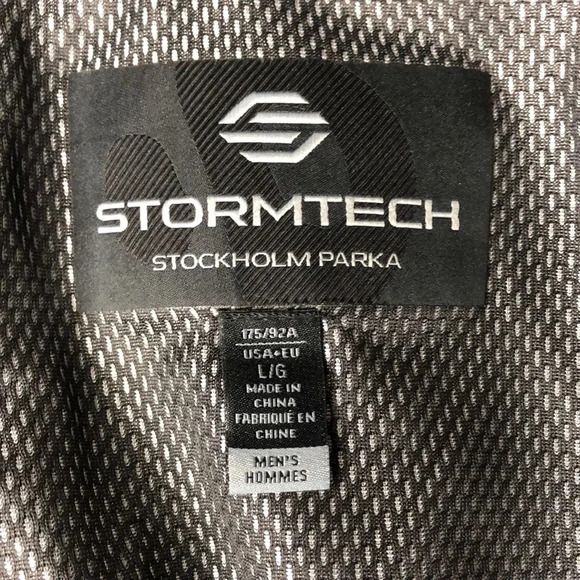 STORMTECH
STOCKHOLM PARKA
175/92A
USA•EU
L/G
MADE IN
CHINA
FABRIQUÉ EN
CHINE
MEN'S
HOMMES